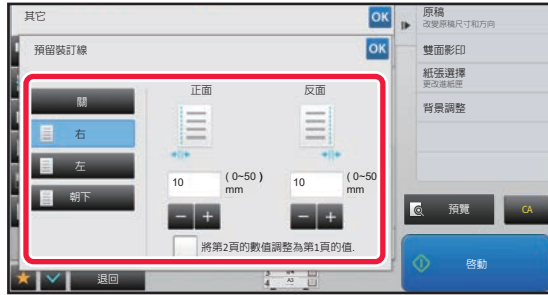 其它
OK
預留裝訂線
OK
關
右
左
朝下
正面
反面
10
(0~50)
mm
10
(0~50
mm
- +
- +
將第2頁的數值調整為第1頁的值.
退回
A3
4
原稿
改變原稿尺寸和方向
雙面影印
紙張選擇
更改進紙匣
背景調整
預覽
CA
啓動